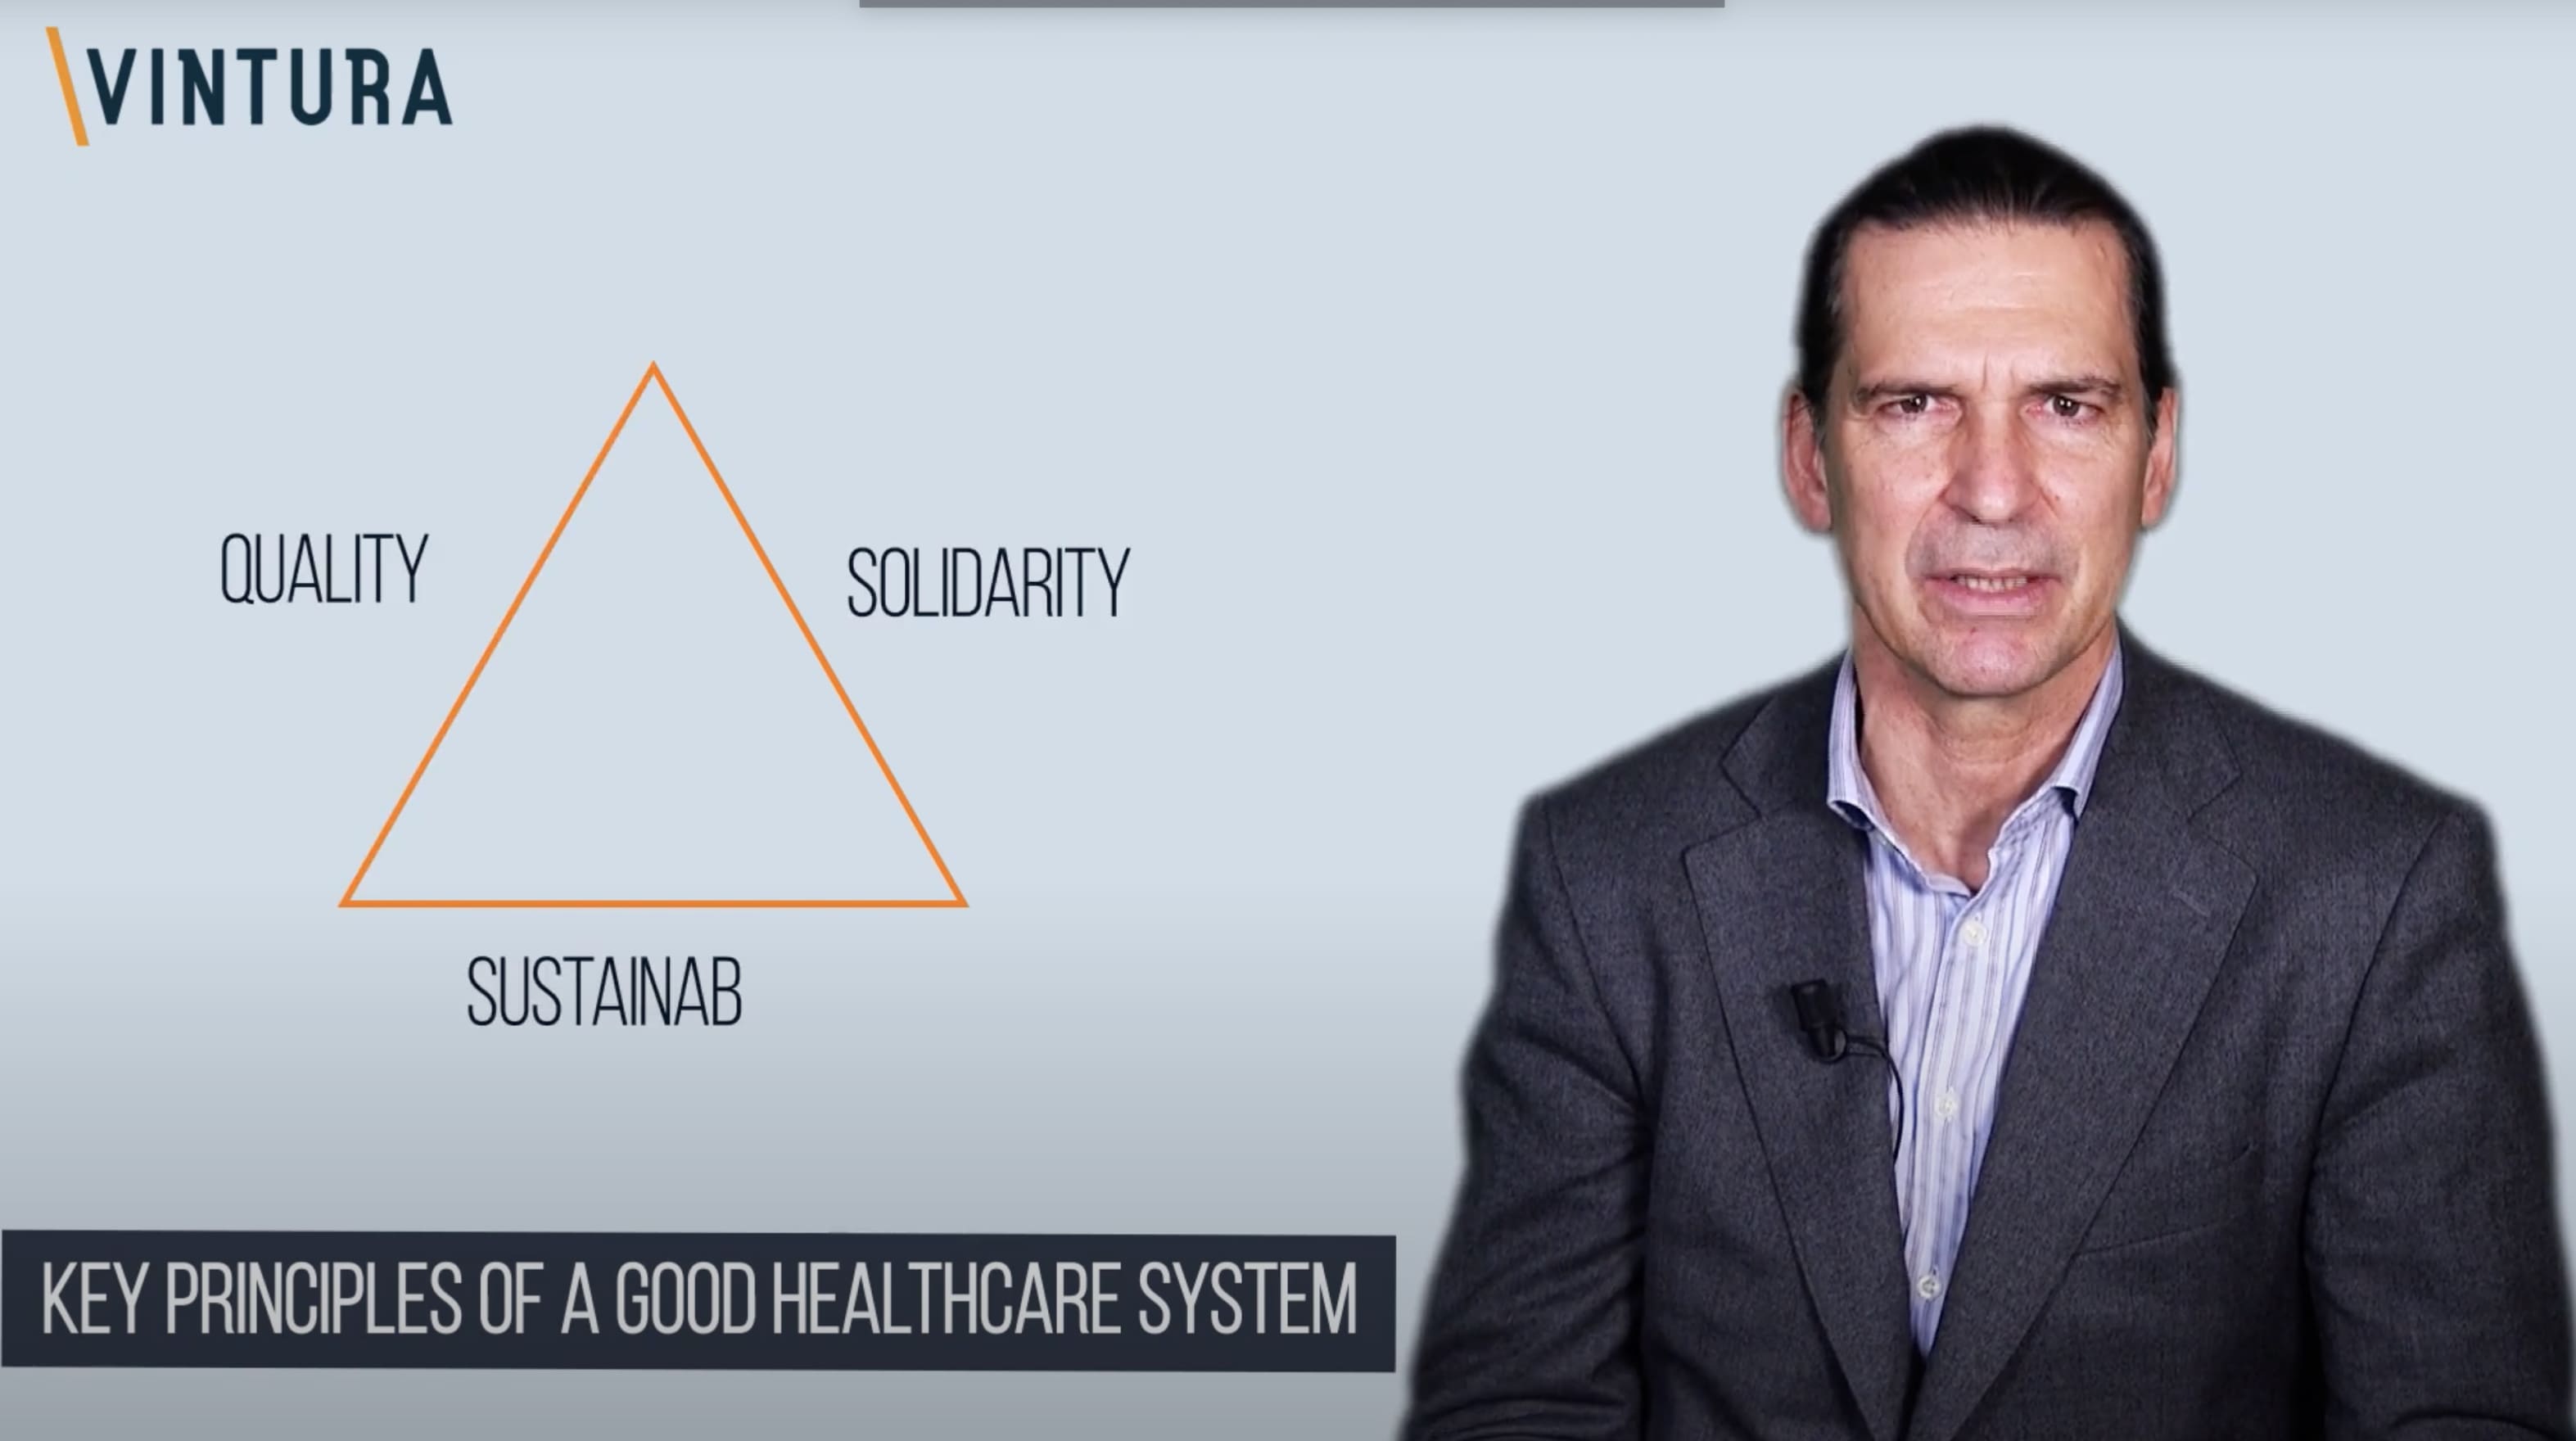 VINTURA
QUALITY
SOLIDARITY
SUSTAINAB
KEY PRINCIPLES OF A GOOD HEALTHCARE SYSTEM